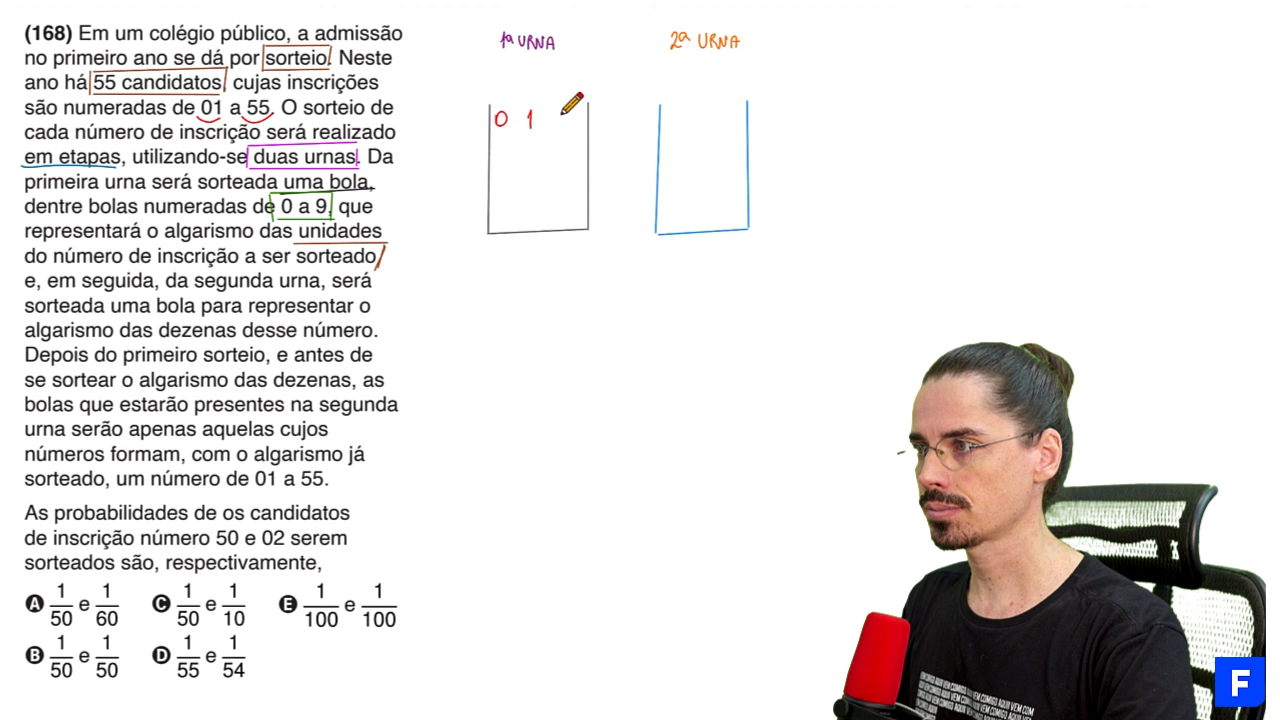 (168) Em um colégio público, a admissão
no primeiro ano se dá por sorteio. Neste
ano há 55 candidatos, cujas inscrições
são numeradas de 01 a 55. O sorteio de
cada número de inscrição será realizado
em etapas, utilizando-se duas urnas. Da
primeira urna será sorteada uma bola,
dentre bolas numeradas de 0 a 9, que
representará o algarismo das unidades
do número de inscrição a ser sorteado
e, em seguida, da segunda urna, será
sorteada uma bola para representar o
algarismo das dezenas desse número.
Depois do primeiro sorteio, e antes de
se sortear o algarismo das dezenas, as
bolas que estarão presentes na segunda
urna serão apenas aquelas cujos
números formam, com o algarismo já
sorteado, um número de 01 a 55.
As probabilidades de os candidatos
de inscrição número 50 e 02 serem
sorteados são, respectivamente,
A 1/50 e 1/60
C 1/50 e 1/10
E 1/100 e 1/100
B 1/50 e 1/50
D 1/55 e 1/54
1ª URNA
2ª URNA
0 1
F